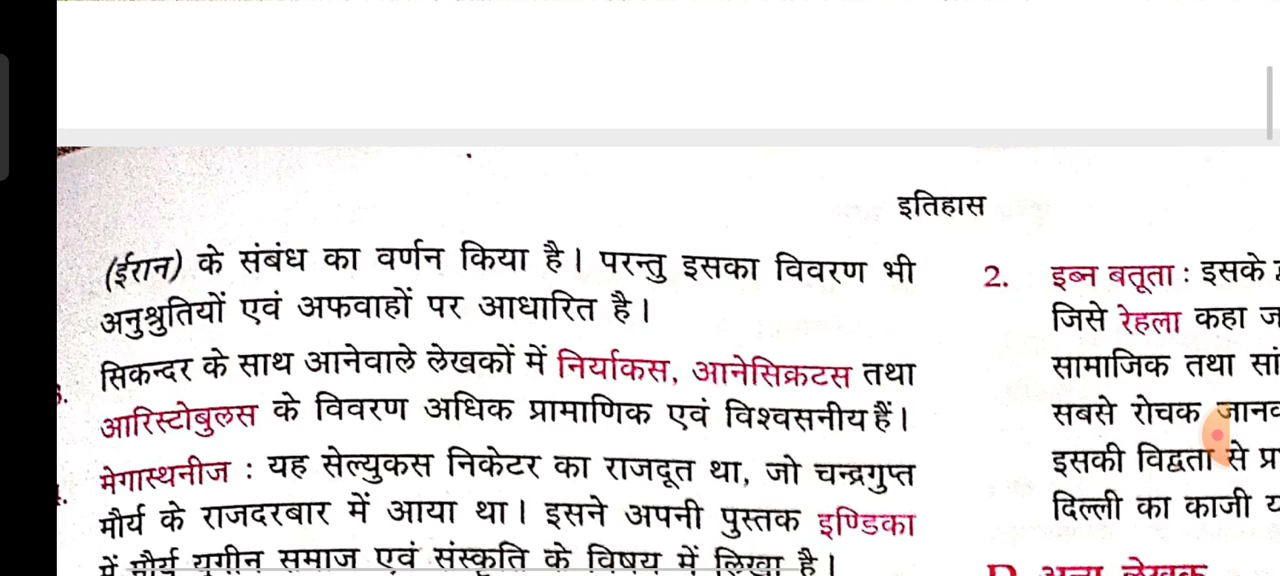 इतिहास
(ईरान) के संबंध का वर्णन किया है। परन्तु इसका विवरण भी
अनुश्रुतियों एवं अफवाहों पर आधारित है।
सिकन्दर के साथ आनेवाले लेखकों में निर्याकस, आनेसिक्रटस तथा
आरिस्टोबुलस के विवरण अधिक प्रामाणिक एवं विश्वसनीय हैं।
मेगास्थनीज : यह सेल्युकस निकेटर का राजदूत था, जो चन्द्रगुप्त
मौर्य के राजदरबार में आया था। इसने अपनी पुस्तक इण्डिका
में मौर्य युगीन समाज एवं संस्कृति के विषय में लिखा है।
2. इब्न बतूता : इसके
जिसे रेहला कहा
सामाजिक तथा
सबसे रोचक
इसकी विद्वता से
दिल्ली का काजी